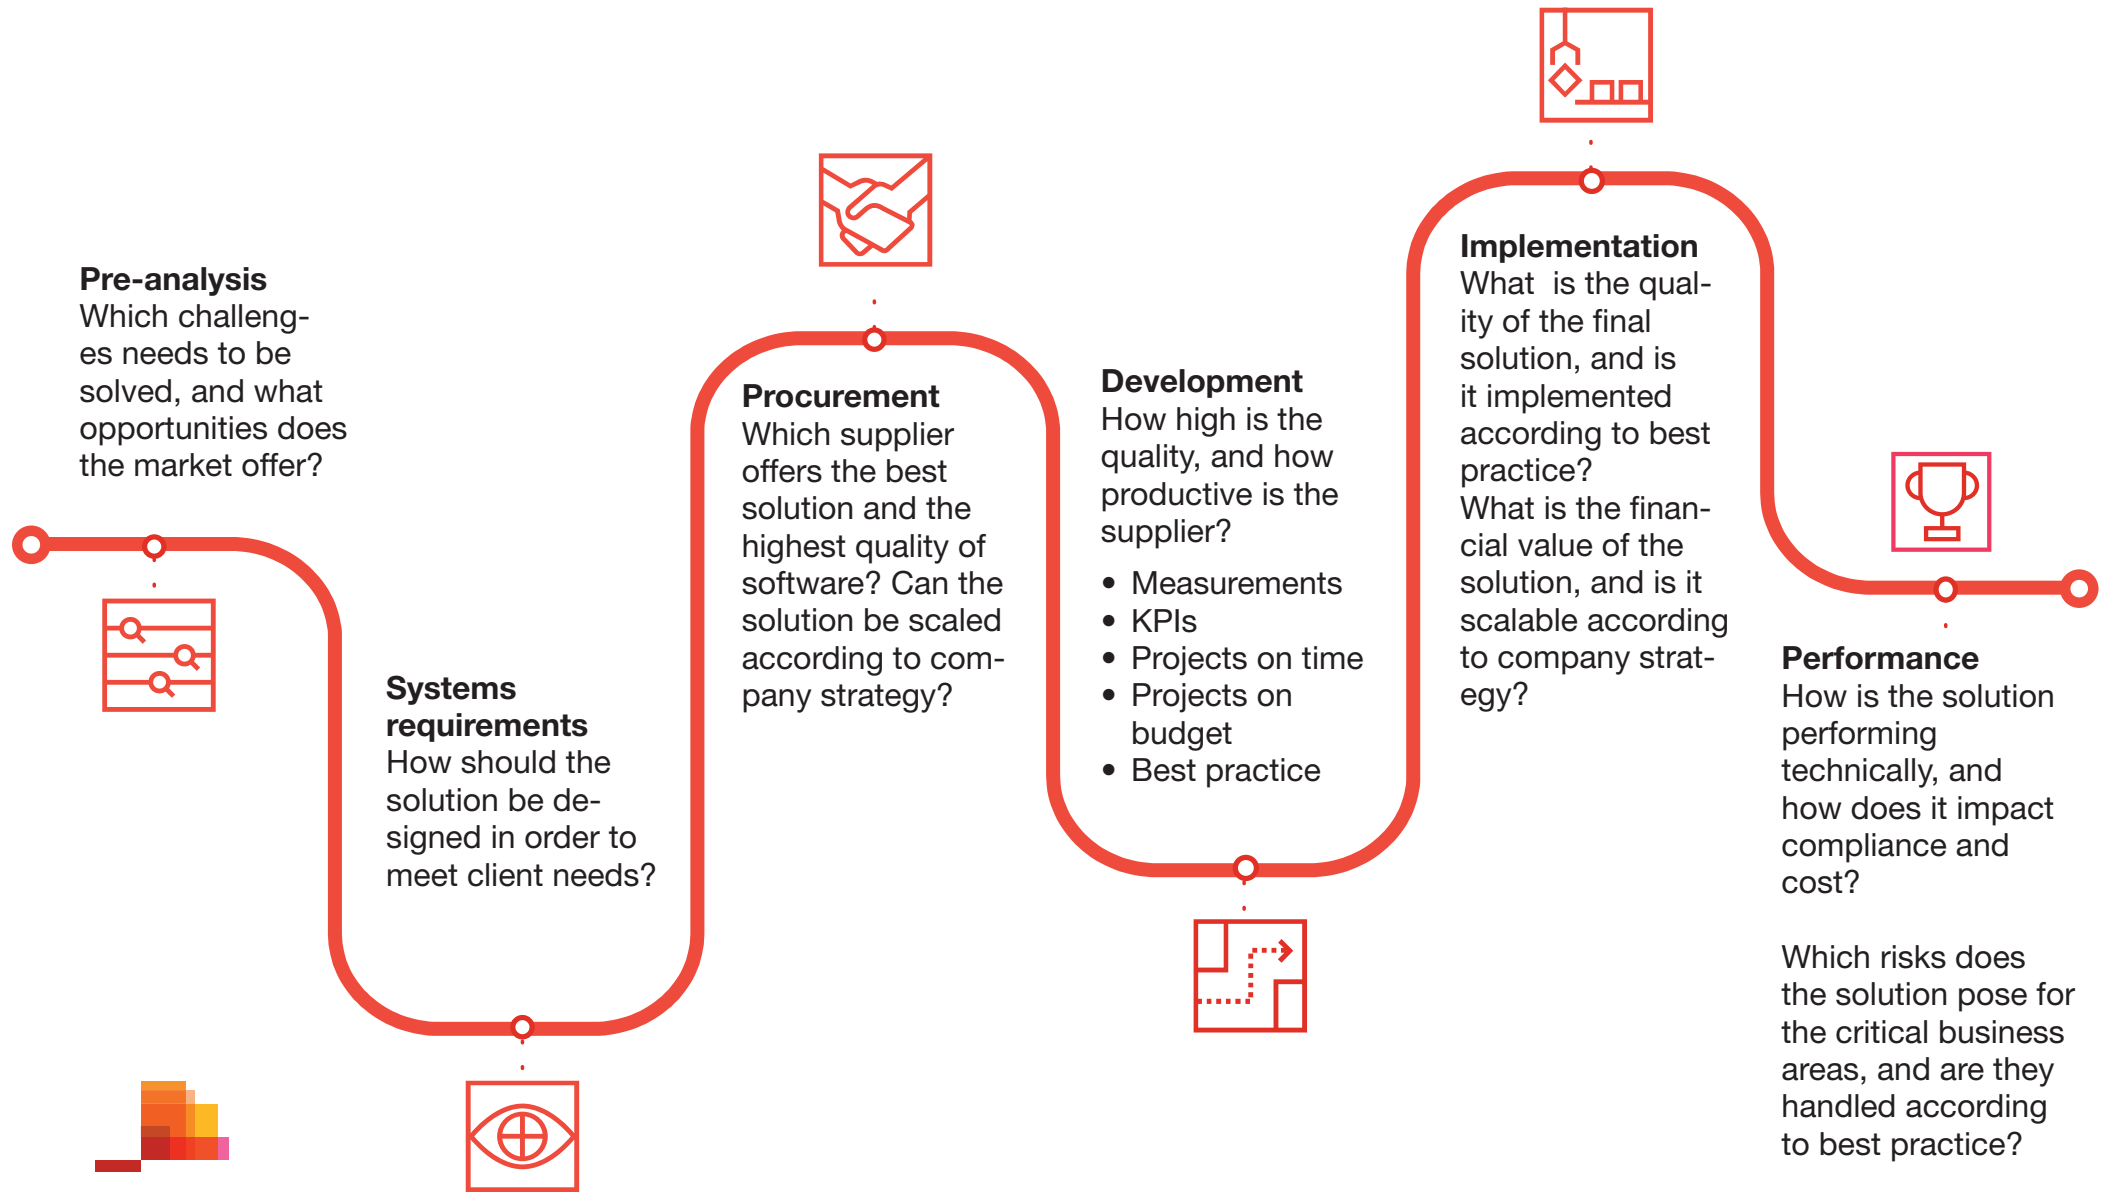 Pre-analysis
Which challeng-
es needs to be
solved, and what
opportunities does
the market offer?
Systems
requirements
How should the
solution be de-
signed in order to
meet client needs?
Procurement
Which supplier
offers the best
solution and the
highest quality of
software? Can the
solution be scaled
according to com-
pany strategy?
Development
How high is the
quality, and how
productive is the
supplier?
• Measurements
• KPIs
• Projects on time
• Projects on
budget
• Best practice
Implementation
What  is the qual-
ity of the final
solution, and is
it implemented
according to best
practice?
What is the finan-
cial value of the
solution, and is it
scalable according
to company strat-
egy?
Performance
How is the solution
performing
technically, and
how does it impact
compliance and
cost?
Which risks does
the solution pose for
the critical business
areas, and are they
handled according
to best practice?